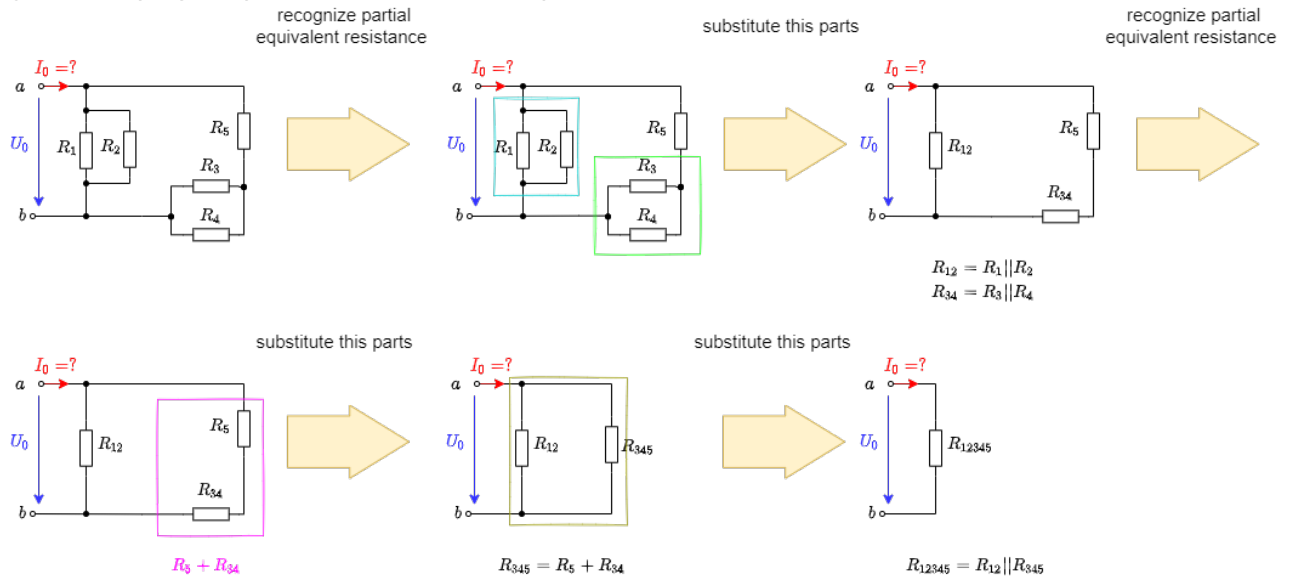 recognize partial
equivalent resistance
substitute this parts
recognize partial
equivalent resistance
I₀ =?
a
U₀
R₁
R₂
R₅
R₃
R₄
b
I₀ =?
a
U₀
R₁
R₂
R₅
R₃
R₄
b
I₀ =?
a
U₀
R₁₂
R₅
R₃₄
b
R₁₂ = R₁||R₂
R₃₄ = R₃||R₄
substitute this parts
substitute this parts
I₀ =?
a
U₀
R₁₂
R₅
R₃₄
b
R₅ + R₃₄
I₀ =?
a
U₀
R₁₂
R₃₄₅
b
R₃₄₅ = R₅ + R₃₄
I₀ =?
a
U₀
R₁₂₃₄₅
b
R₁₂₃₄₅ = R₁₂||R₃₄₅